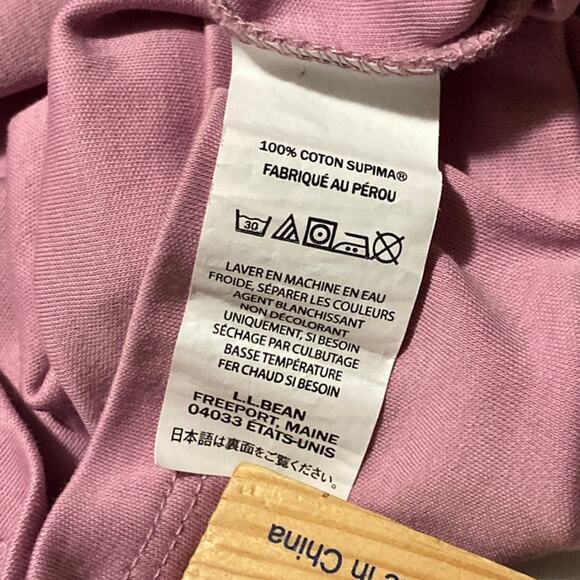 100% COTON SUPIMA®
FABRIQUÉ AU PÉROU
30
LAVER EN MACHINE EN EAU
FROIDE, SÉPARER LES COULEURS
AGENT BLANCHISSANT
NON DÉCOLORANT
UNIQUEMENT, SI BESOIN
SÉCHAGE PAR CULBUTAGE
BASSE TEMPÉRATURE
FER CHAUD SI BESOIN
L.L.BEAN
FREEPORT, MAINE
04033 ÉTATS-UNIS
日本語は裏面をご覧ください。
in China